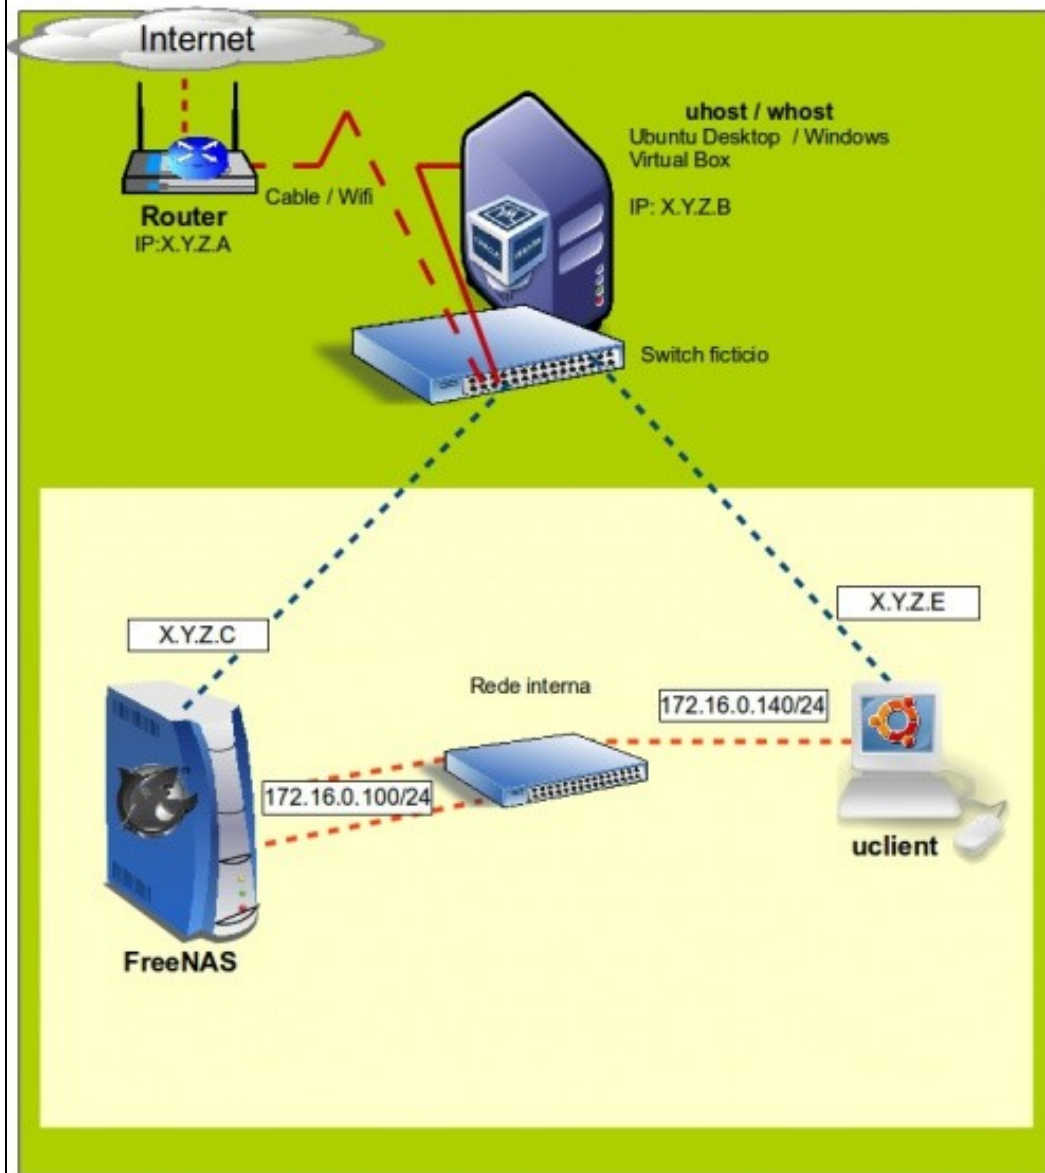 Internet
uhost / whost
Ubuntu Desktop / Windows
Virtual Box
IP: X.Y.Z.B
Cable / Wifi
Router
IP:X.Y.Z.A
Switch ficticio
X.Y.Z.C
X.Y.Z.E
Rede interna
172.16.0.140/24
172.16.0.100/24
uclient
FreeNAS